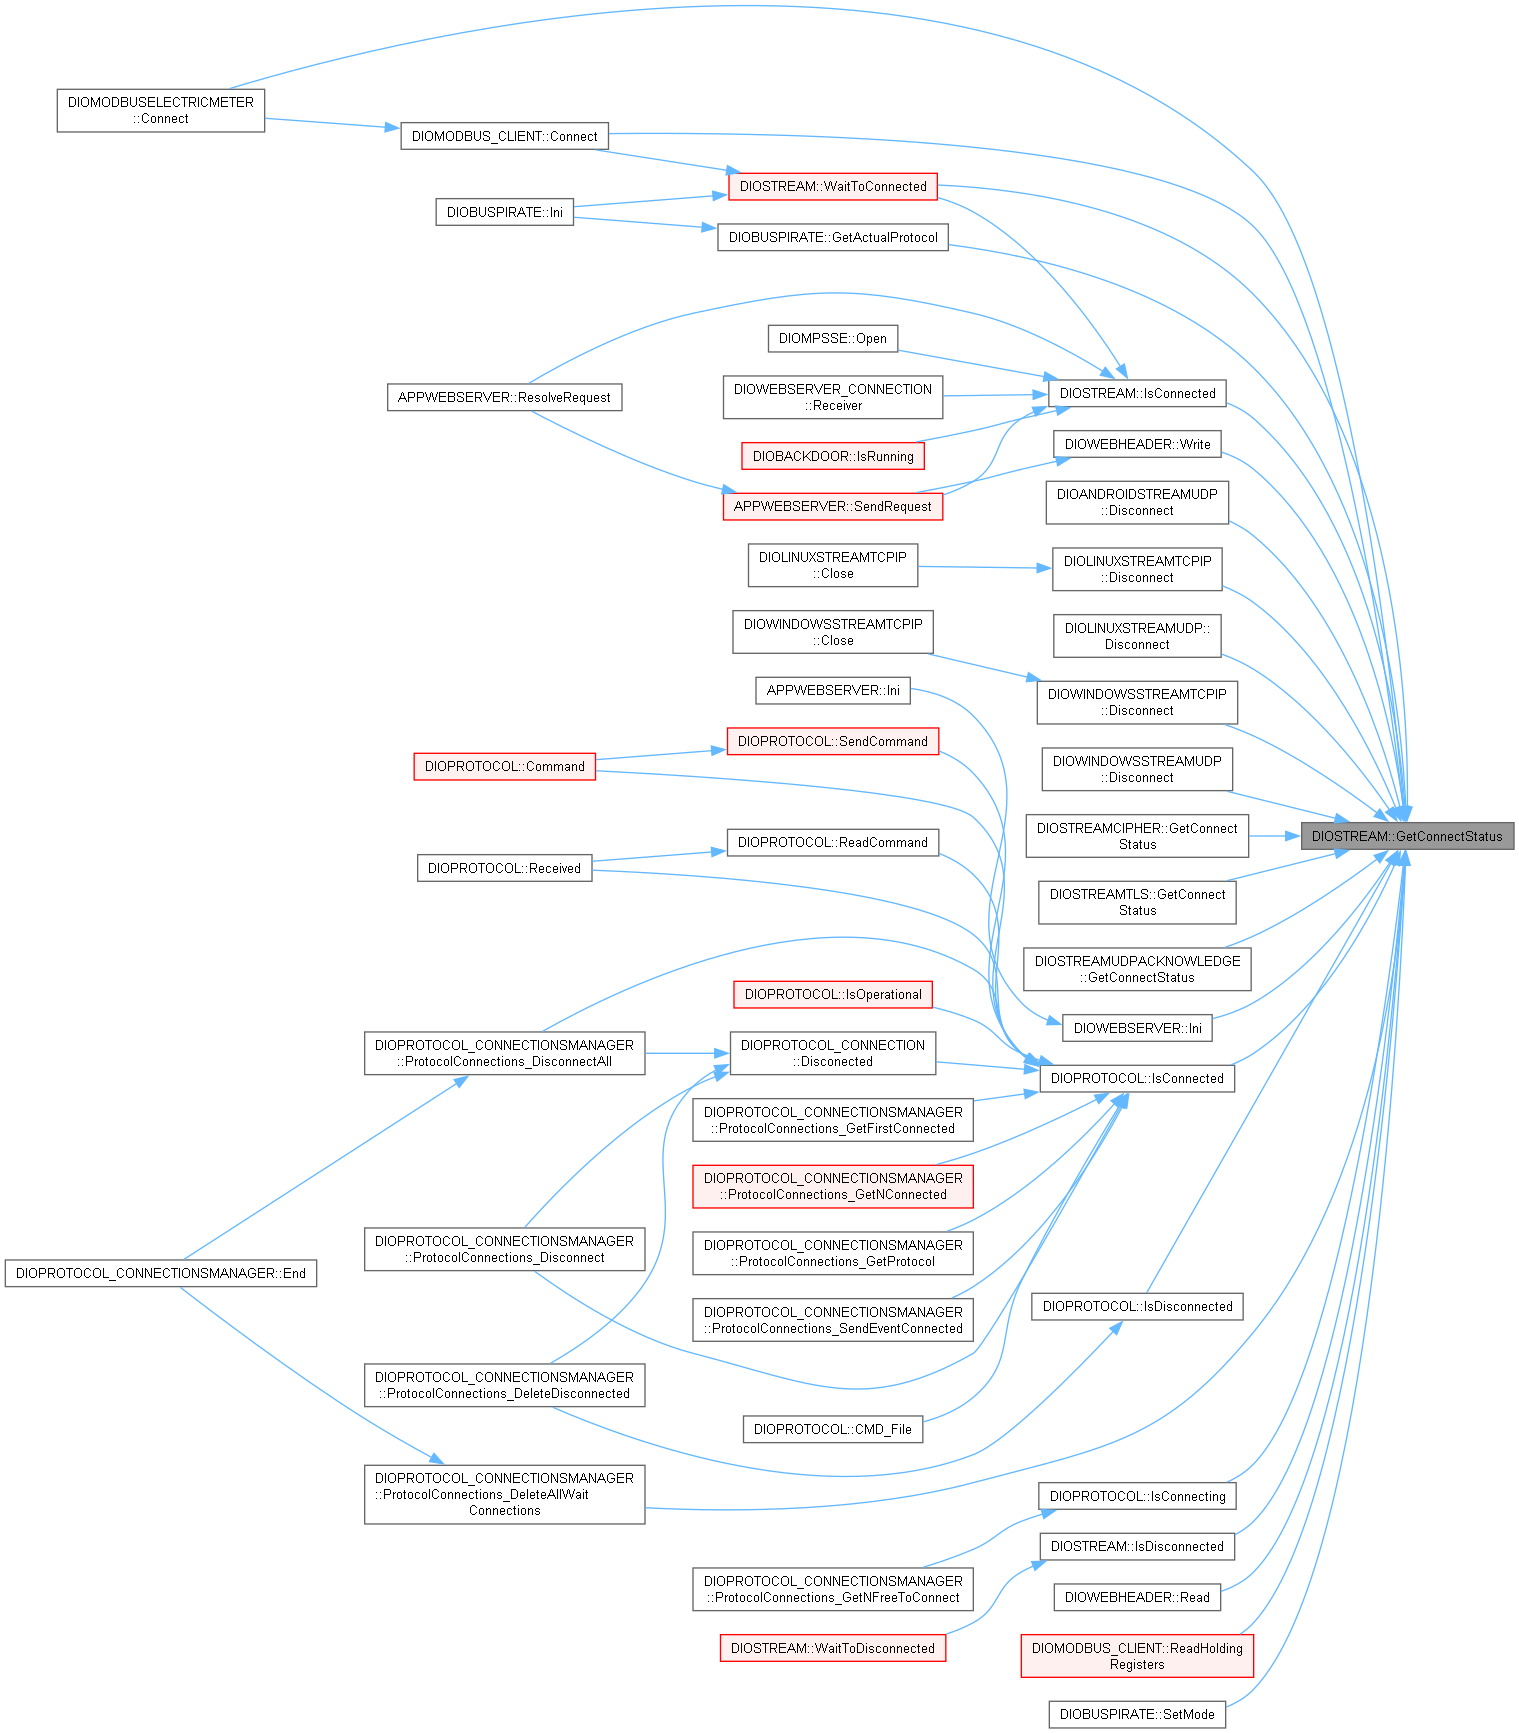 DIOMODBUSELECTRICMETER
::Connect
DIOMODBUS_CLIENT::Connect
DIOSTREAM::WaitToConnected
DIOBUSPIRATE::Ini
DIOBUSPIRATE::GetActualProtocol
DIOMPSSE::Open
DIOWEBSERVER_CONNECTION
::Receiver
APPWEBSERVER::ResolveRequest
DIOSTREAM::IsConnected
DIOBACKDOOR::IsRunning
DIOWEBHEADER::Write
APPWEBSERVER::SendRequest
DIOANDROIDSTREAMUDP
::Disconnect
DIOLINUXSTREAMTCPIP
::Close
DIOLINUXSTREAMTCPIP
::Disconnect
DIOWINDOWSSTREAMTCPIP
::Close
DIOLINUXSTREAMUDP::
Disconnect
APPWEBSERVER::Ini
DIOWINDOWSSTREAMTCPIP
::Disconnect
DIOPROTOCOL::SendCommand
DIOPROTOCOL::Command
DIOWINDOWSSTREAMUDP
::Disconnect
DIOSTREAMCIPHER::GetConnect
Status
DIOSTREAM::GetConnectStatus
DIOPROTOCOL::ReadCommand
DIOPROTOCOL::Received
DIOSTREAMTLS::GetConnect
Status
DIOSTREAMUDPACKNOWLEDGE
::GetConnectStatus
DIOPROTOCOL::IsOperational
DIOWEBSERVER::Ini
DIOPROTOCOL_CONNECTIONSMANAGER
::ProtocolConnections_DisconnectAll
DIOPROTOCOL_CONNECTION
::Disconected
DIOPROTOCOL::IsConnected
DIOPROTOCOL_CONNECTIONSMANAGER
::ProtocolConnections_GetFirstConnected
DIOPROTOCOL_CONNECTIONSMANAGER
::ProtocolConnections_GetNConnected
DIOPROTOCOL_CONNECTIONSMANAGER
::ProtocolConnections_Disconnect
DIOPROTOCOL_CONNECTIONSMANAGER
::ProtocolConnections_GetProtocol
DIOPROTOCOL_CONNECTIONSMANAGER::End
DIOPROTOCOL_CONNECTIONSMANAGER
::ProtocolConnections_SendEventConnected
DIOPROTOCOL::IsDisconnected
DIOPROTOCOL_CONNECTIONSMANAGER
::ProtocolConnections_DeleteDisconnected
DIOPROTOCOL::CMD_File
DIOPROTOCOL_CONNECTIONSMANAGER
::ProtocolConnections_DeleteAllWait
Connections
DIOPROTOCOL::IsConnecting
DIOSTREAM::IsDisconnected
DIOPROTOCOL_CONNECTIONSMANAGER
::ProtocolConnections_GetNFreeToConnect
DIOWEBHEADER::Read
DIOSTREAM::WaitToDisconnected
DIOMODBUS_CLIENT::ReadHolding
Registers
DIOBUSPIRATE::SetMode